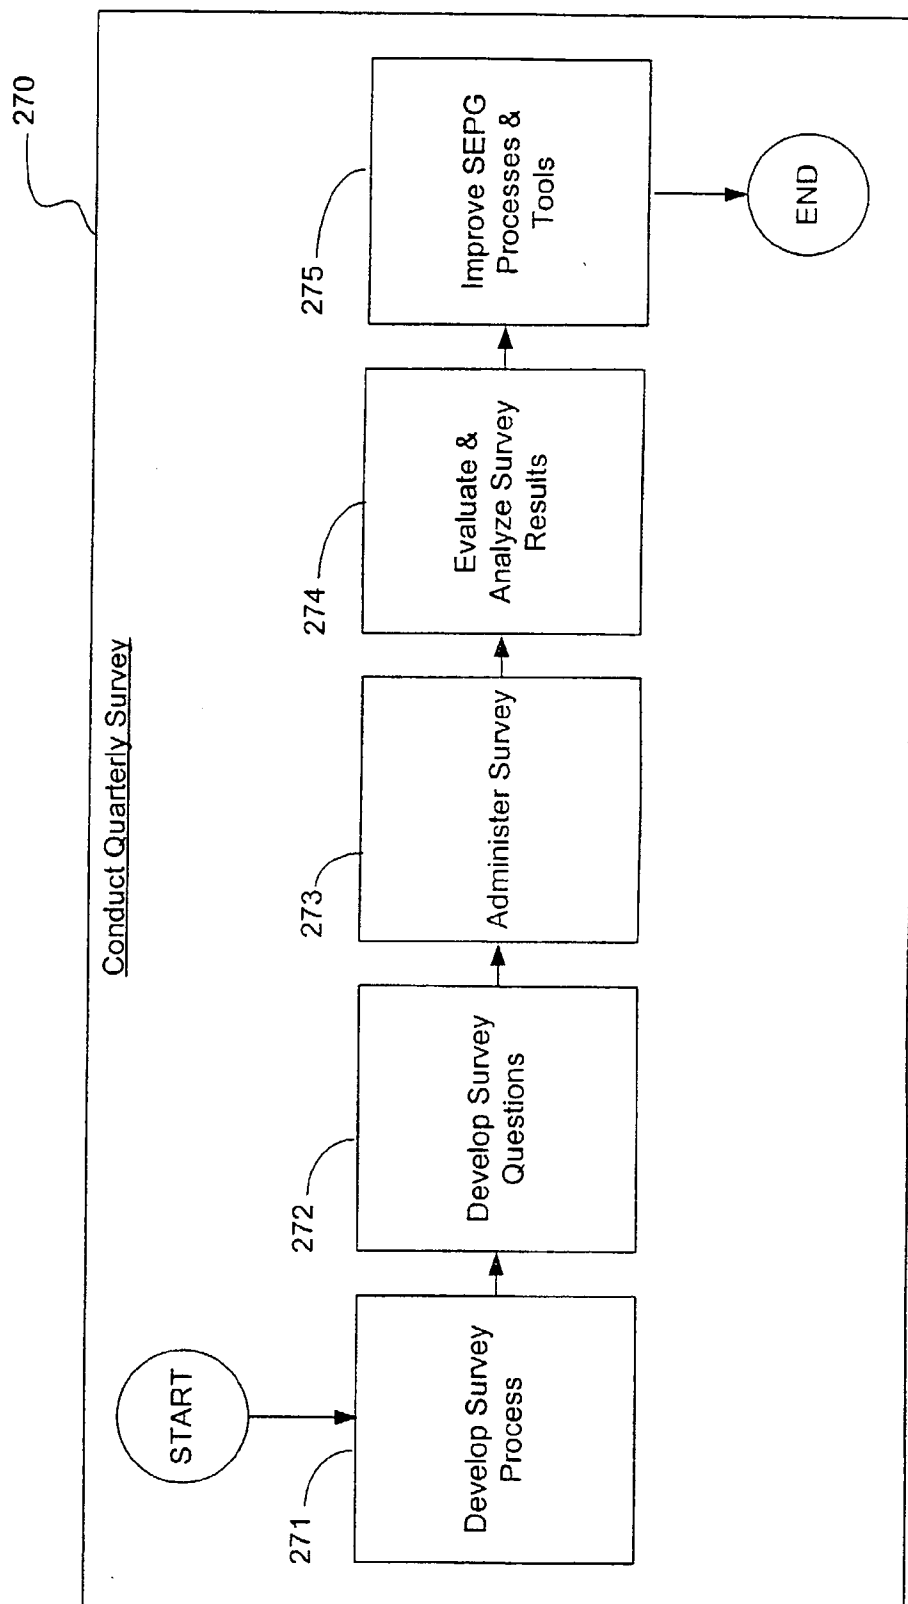 270
Conduct Quarterly Survey
START
271
Develop Survey
Process
272
Develop Survey
Questions
273
Administer Survey
274
Evaluate &
Analyze Survey
Results
275
Improve SEPG
Processes &
Tools
END